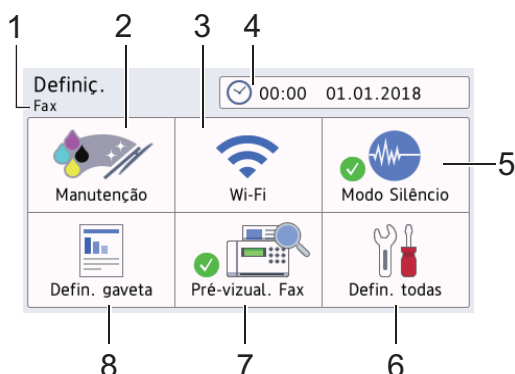 1 2 3 4
Definiç.
Fax
00:00 01.01.2018
Manutenção Wi-Fi Modo Silêncio
5
Defin. gaveta Pré-vizual. Fax Defin. todas
8 7 6